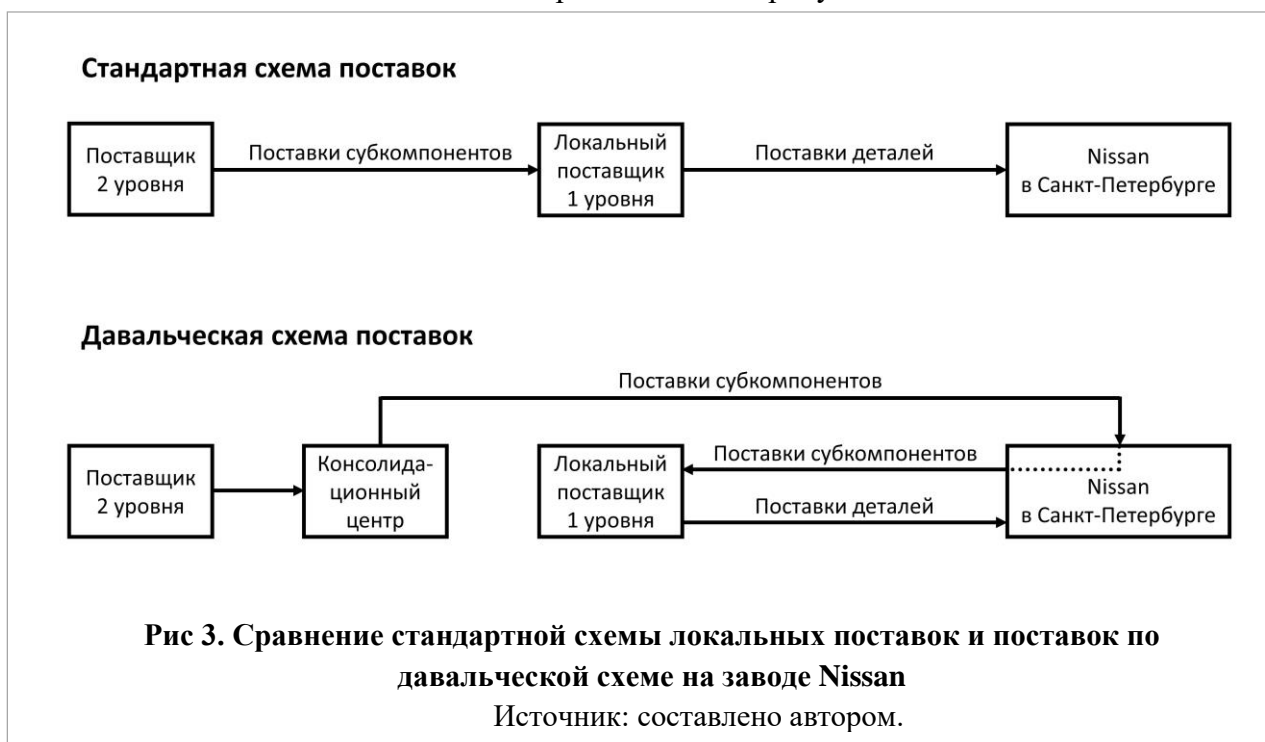 Стандартная схема поставок
Поставщик
2 уровня
Поставки субкомпонентов
Локальный
поставщик
1 уровня
Поставки деталей
Nissan
в Санкт-Петербурге
Давальческая схема поставок
Поставки субкомпонентов
Поставщик
2 уровня
Консолида-
ционный
центр
Локальный
поставщик
1 уровня
Поставки субкомпонентов
Поставки деталей
Nissan
в Санкт-Петербурге
Рис 3. Сравнение стандартной схемы локальных поставок и поставок по
давальческой схеме на заводе Nissan
Источник: составлено автором.